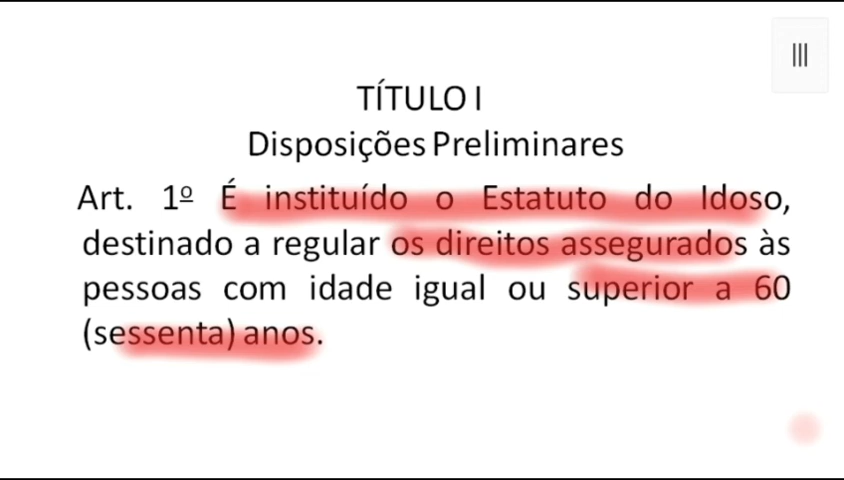 TÍTULO I
Disposições Preliminares
Art. 1º É instituído o Estatuto do Idoso,
destinado a regular os direitos assegurados às
pessoas com idade igual ou superior a 60
(sessenta) anos.